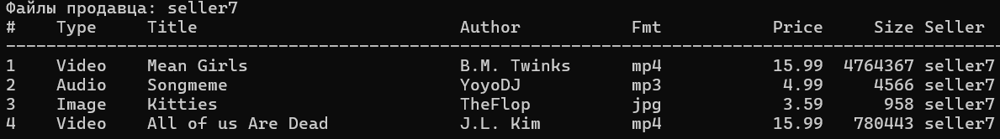 Файлы продавца: seller7
# Type Title Author Fmt Price Size Seller
1 Video Mean Girls B.M. Twinks mp4 15.99 4764367 seller7
2 Audio Songmeme YoyoDJ mp3 4.99 4566 seller7
3 Image Kitties TheFlop jpg 3.59 958 seller7
4 Video All of us Are Dead J.L. Kim mp4 15.99 780443 seller7